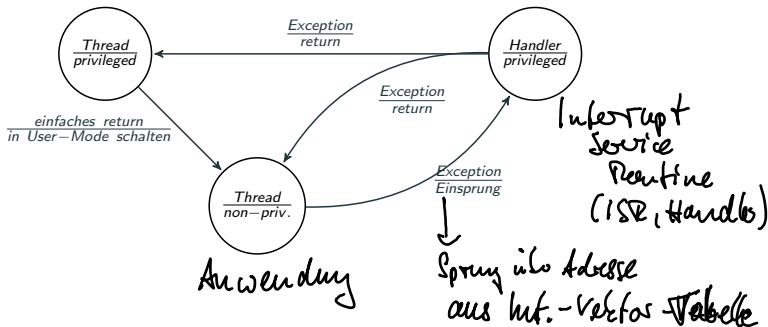 Exception
return
Thread
privileged
Handler
privileged
Exception
return
einfaches return
in User-Mode schalten
Interrupt
Service
Routine
(ISR, Handler)
Exception
Einsprung
Thread
non-priv.
Anwendung
Sprung über Adresse
aus Int.-Vektor-Tabelle